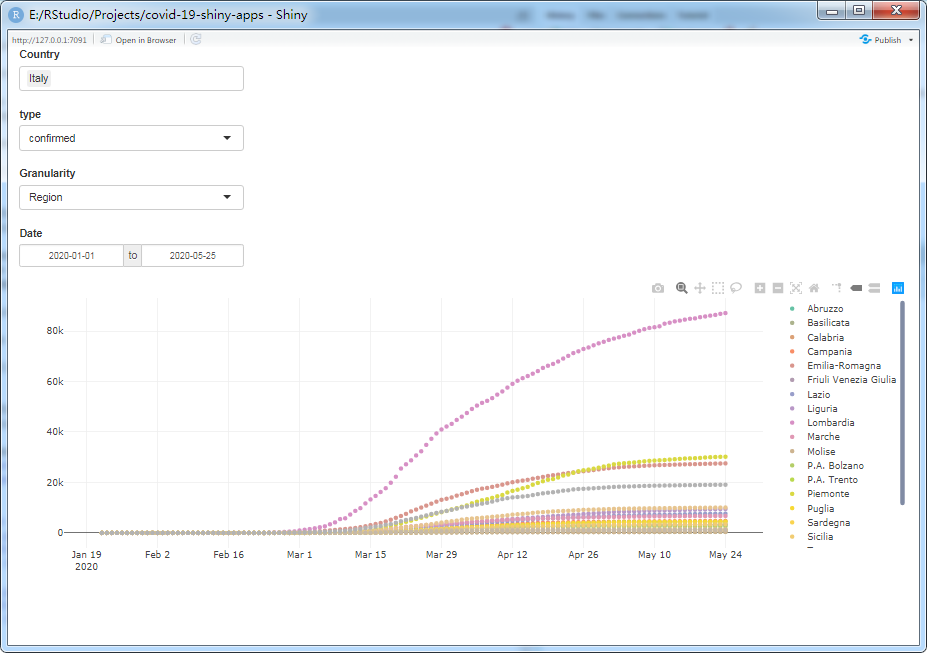 E:/RStudio/Projects/covid-19-shiny-apps - Shiny
http://127.0.0.1:7091 Open in Browser Publish
Country
Italy
type
confirmed
Granularity
Region
Date
2020-01-01 to 2020-05-25
80k
60k
40k
20k
0
Jan 19 Feb 2 Feb 16 Mar 1 Mar 15 Mar 29 Apr 12 Apr 26 May 10 May 24
2020
Abruzzo
Basilicata
Calabria
Campania
Emilia-Romagna
Friuli Venezia Giulia
Lazio
Liguria
Lombardia
Marche
Molise
P.A. Bolzano
P.A. Trento
Piemonte
Puglia
Sardegna
Sicilia